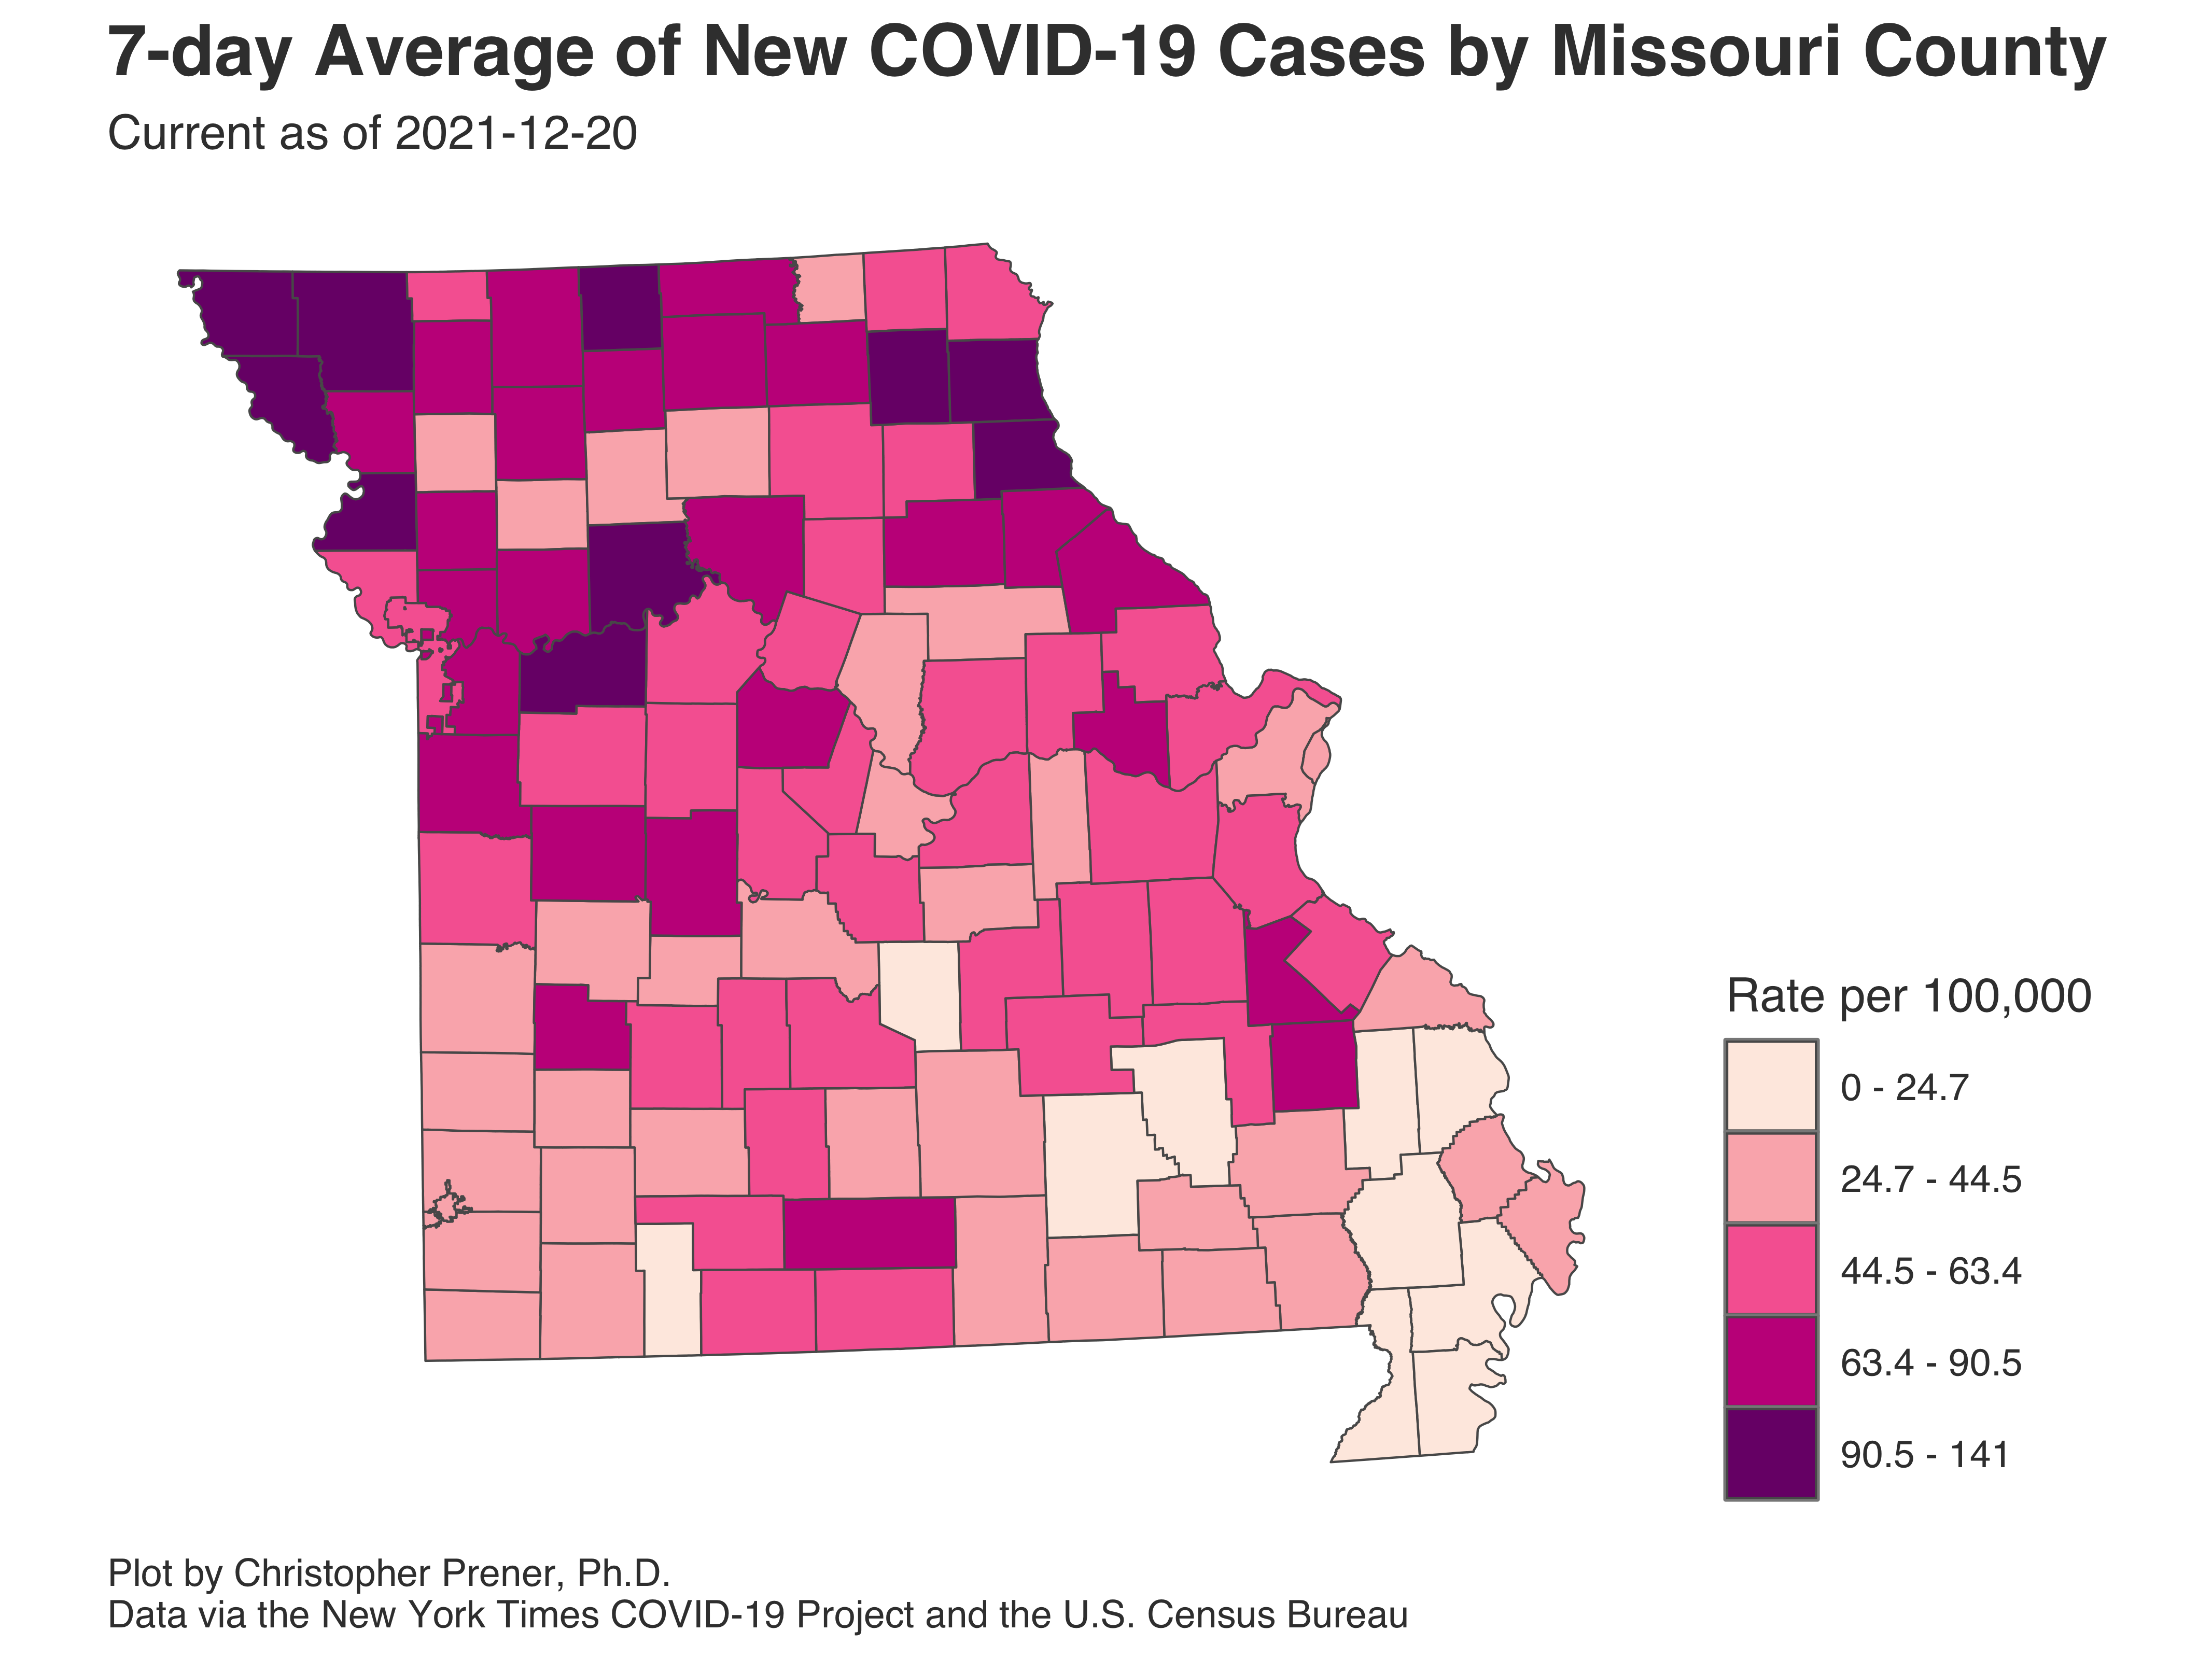 7-day Average of New COVID-19 Cases by Missouri County
Current as of 2021-12-20
Rate per 100,000
0 - 24.7
24.7 - 44.5
44.5 - 63.4
63.4 - 90.5
90.5 - 141
Plot by Christopher Prener, Ph.D.
Data via the New York Times COVID-19 Project and the U.S. Census Bureau